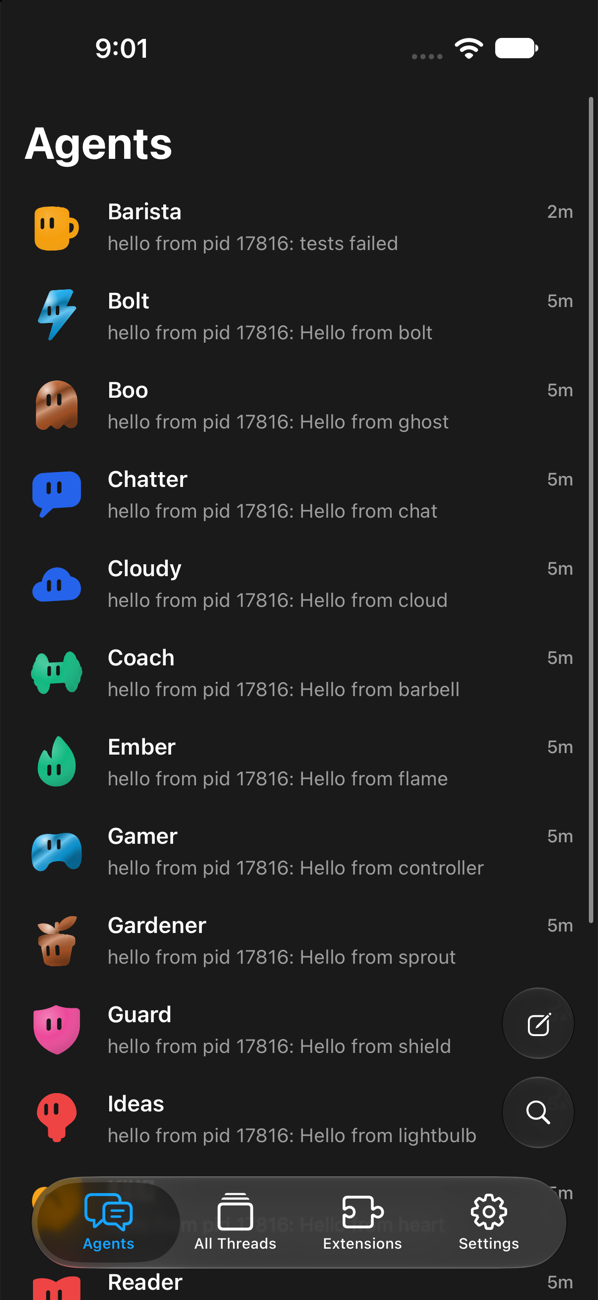 9:01
Agents
Barista
2m
hello from pid 17816: tests failed
Bolt
5m
hello from pid 17816: Hello from bolt
Boo
5m
hello from pid 17816: Hello from ghost
Chatter
5m
hello from pid 17816: Hello from chat
Cloudy
5m
hello from pid 17816: Hello from cloud
Coach
5m
hello from pid 17816: Hello from barbell
Ember
5m
hello from pid 17816: Hello from flame
Gamer
5m
hello from pid 17816: Hello from controller
Gardener
5m
hello from pid 17816: Hello from sprout
Guard
hello from pid 17816: Hello from shield
Ideas
hello from pid 17816: Hello from lightbulb
Agents
All Threads
Extensions
Settings
Reader
5m